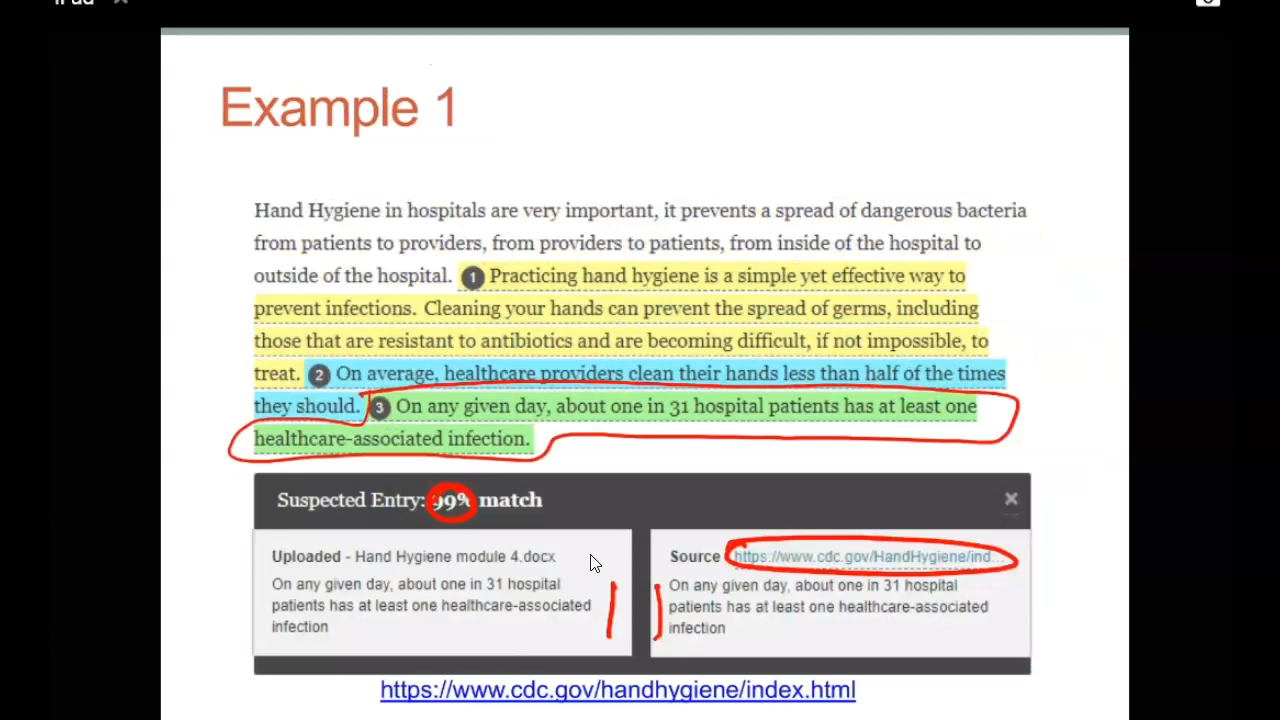 Example 1
Hand Hygiene in hospitals are very important, it prevents a spread of dangerous bacteria
from patients to providers, from providers to patients, from inside of the hospital to
outside of the hospital. 1 Practicing hand hygiene is a simple yet effective way to
prevent infections. Cleaning your hands can prevent the spread of germs, including
those that are resistant to antibiotics and are becoming difficult, if not impossible, to
treat. 2 On average, healthcare providers clean their hands less than half of the times
they should. 3 On any given day, about one in 31 hospital patients has at least one
healthcare-associated infection.
Suspected Entry: 99% match
Uploaded - Hand Hygiene module 4.docx
On any given day, about one in 31 hospital
patients has at least one healthcare-associated
infection
Source - https://www.cdc.gov/HandHygiene/ind...
On any given day, about one in 31 hospital
patients has at least one healthcare-associated
infection
https://www.cdc.gov/handhygiene/index.html